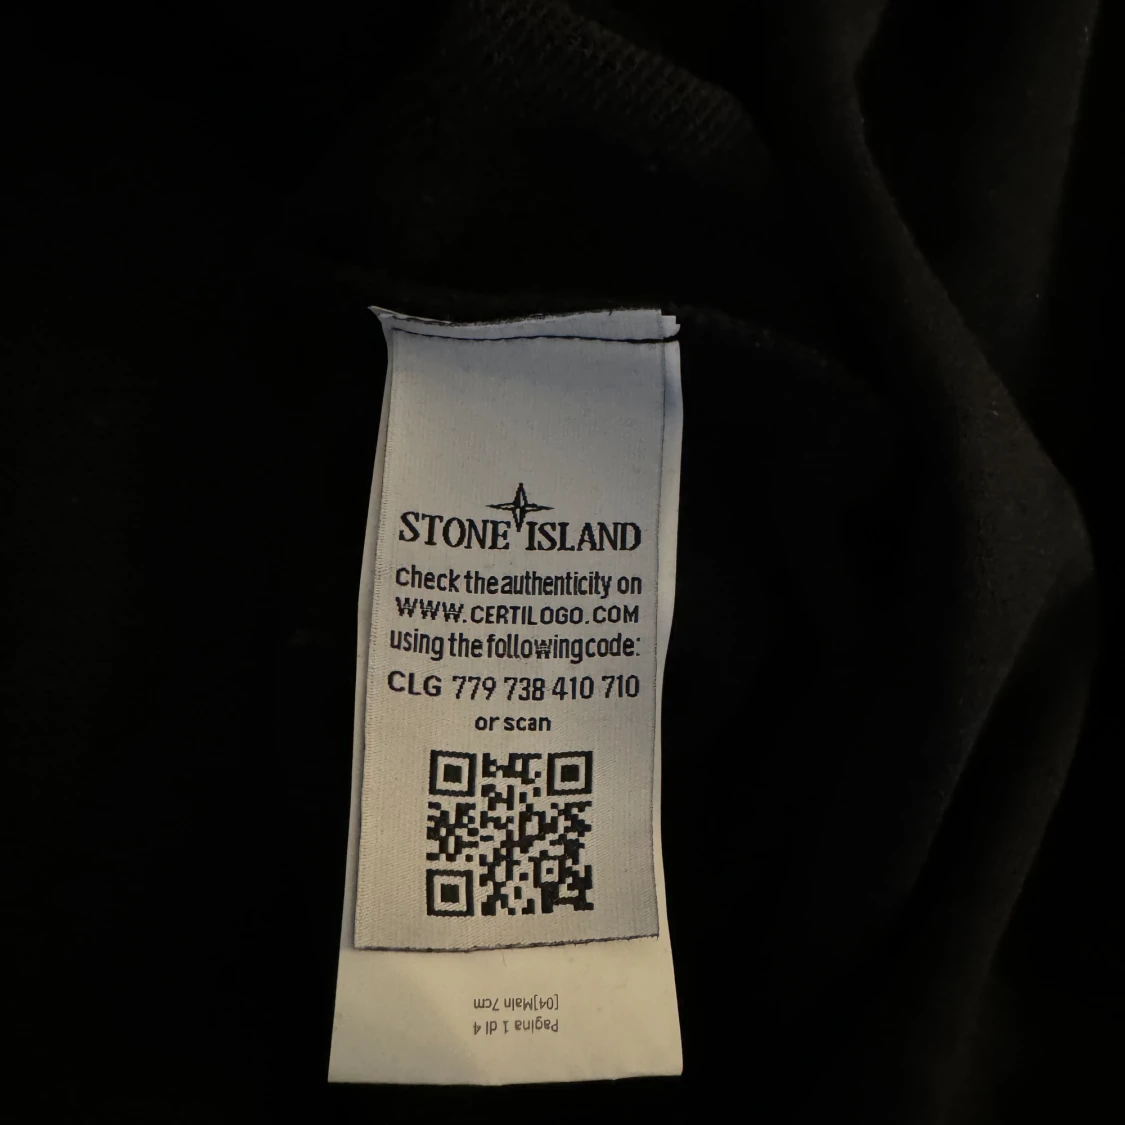 STONE ISLAND
Check the authenticity on
WWW.CERTILOGO.COM
using the following code:
CLG 779 738 410 710
or scan
[04]Main 7cm
Pagina 1 di 4